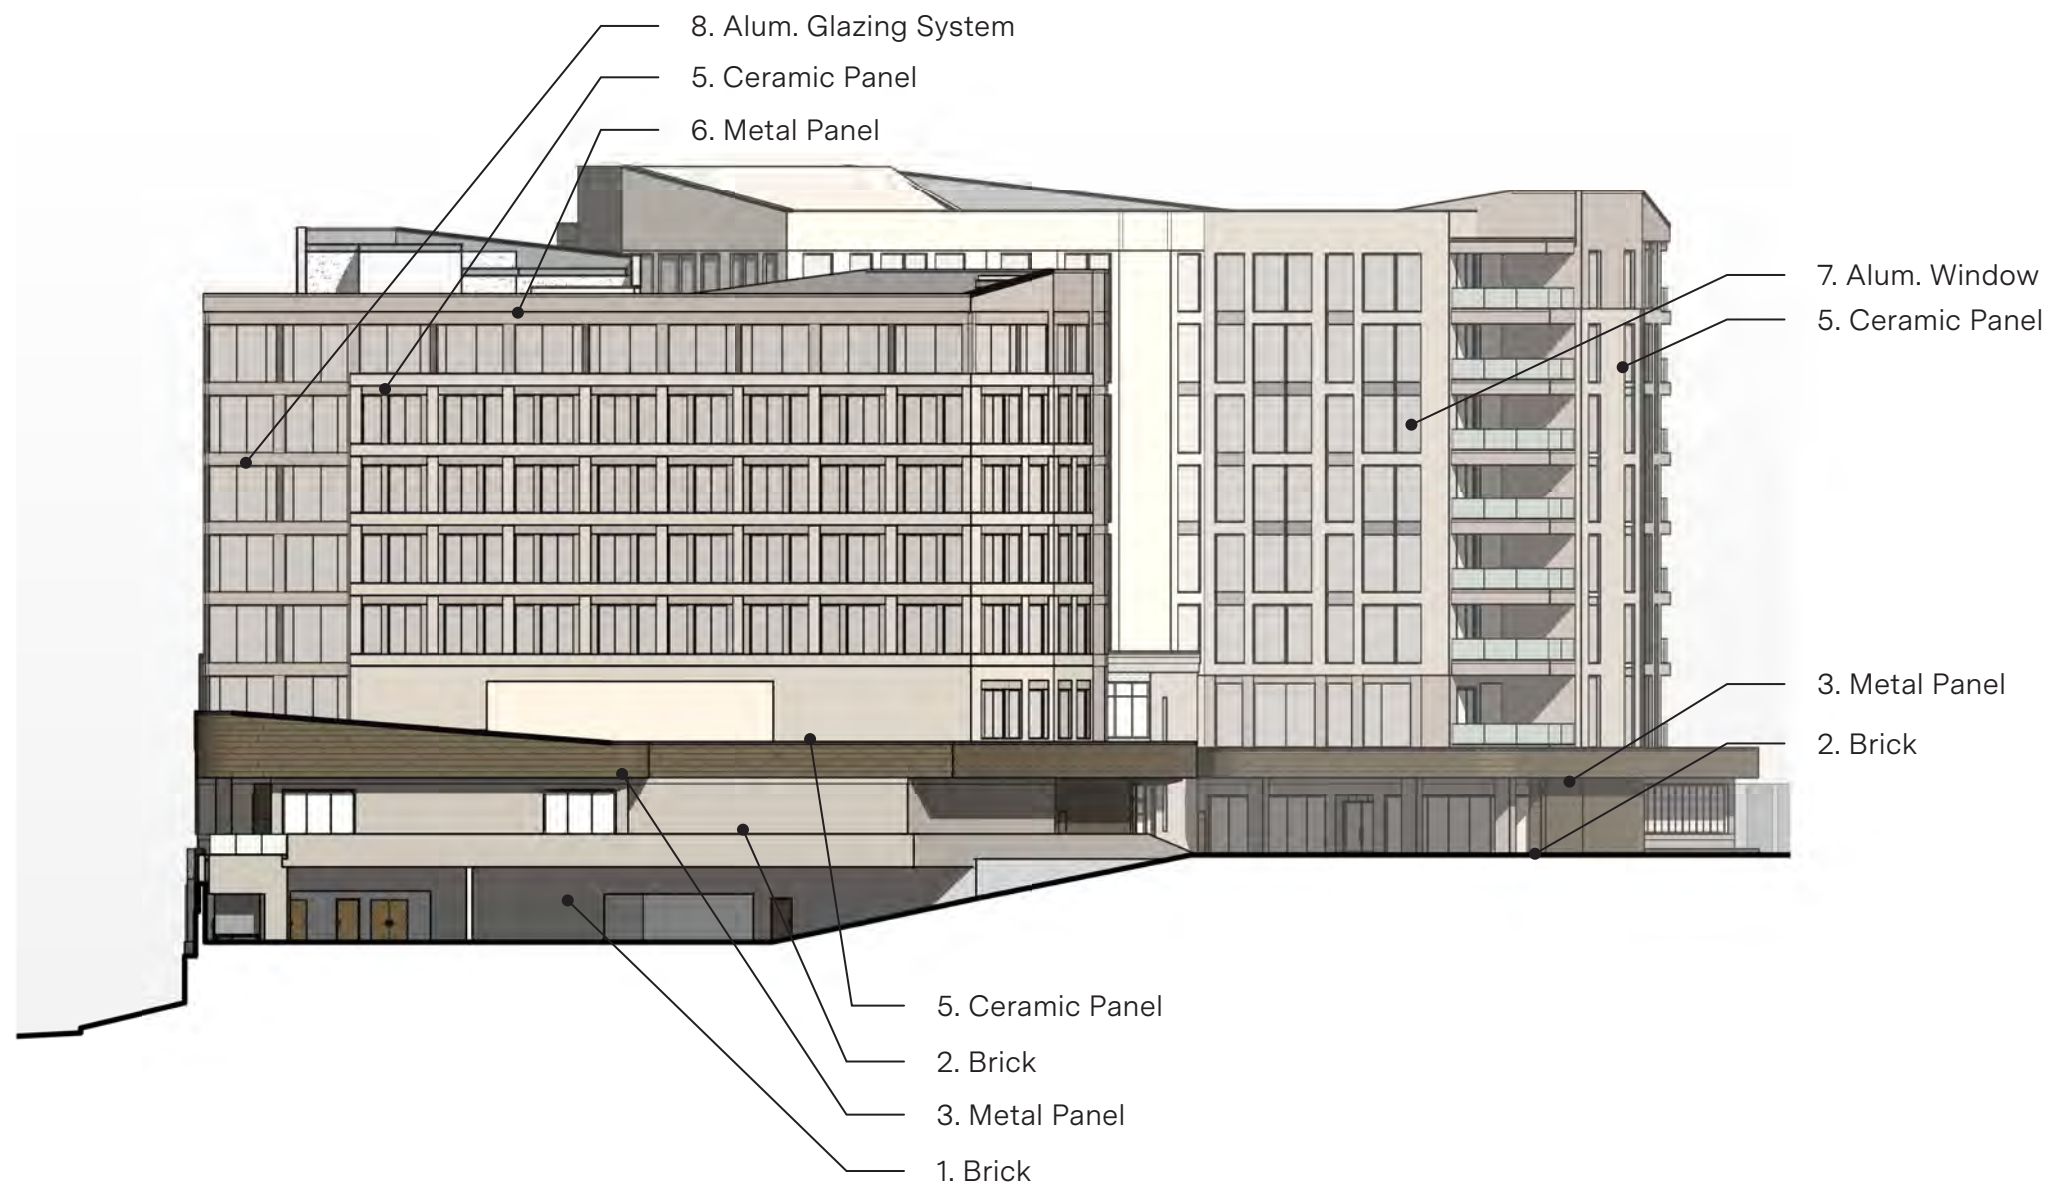 8. Alum. Glazing System
5. Ceramic Panel
6. Metal Panel
7. Alum. Window
5. Ceramic Panel
3. Metal Panel
2. Brick
5. Ceramic Panel
2. Brick
3. Metal Panel
1. Brick